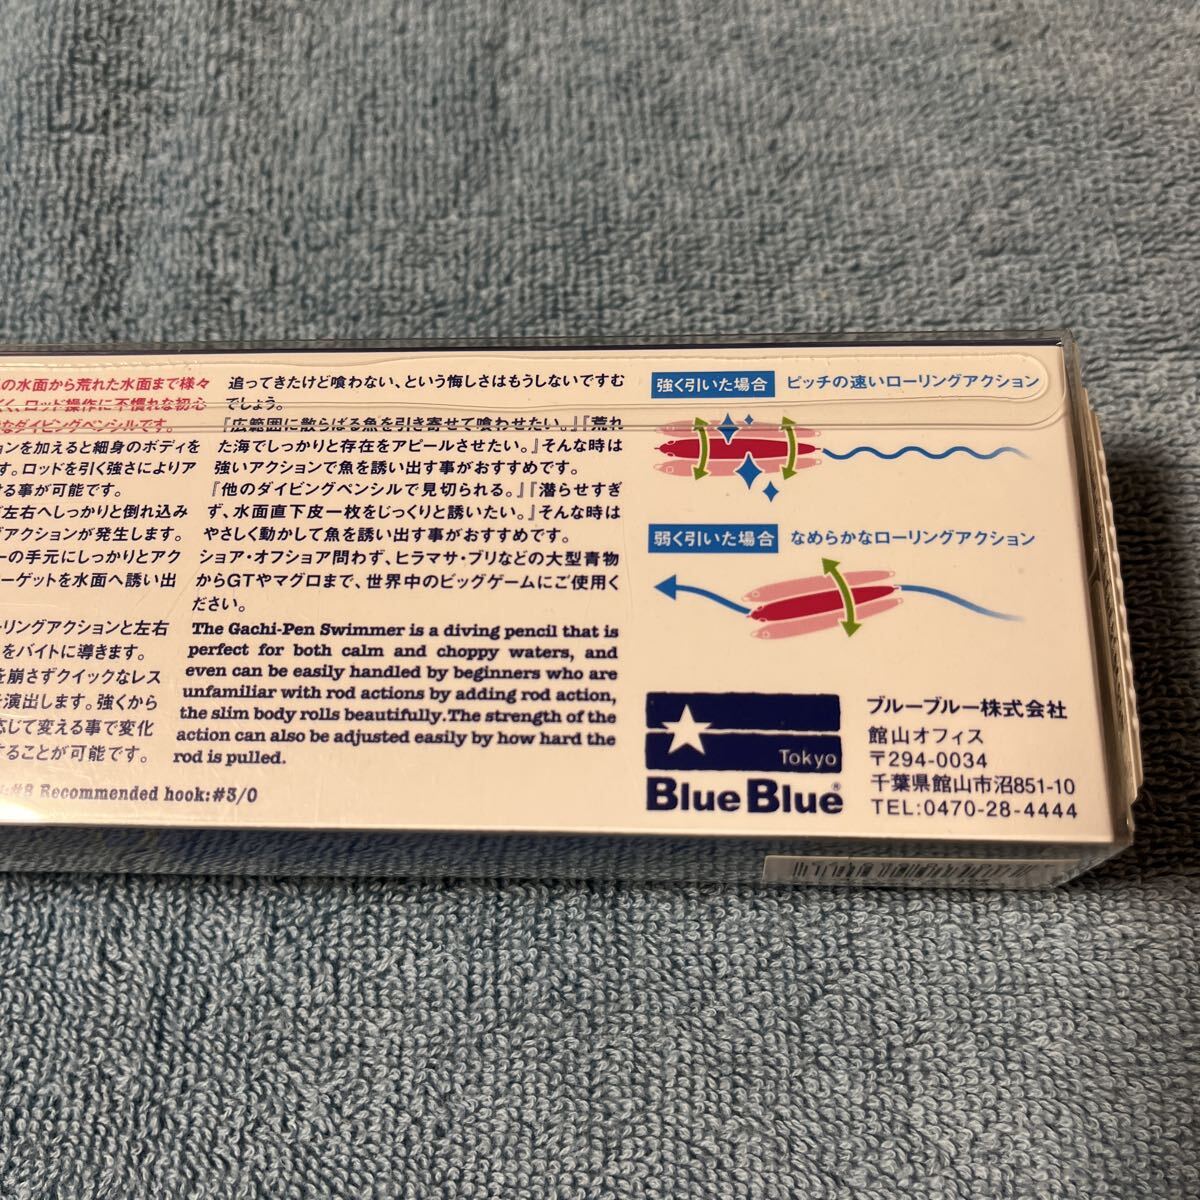 の水面から荒れた水面まで様々
く、ロッド操作に不慣れな初心
なダイビングペンシルです。
ョンを加えると細身のボディを
す。ロッドを引く強さによりア
る事が可能です。
左右へしっかりと倒れ込み
グアクションが発生します。
ーの手元にしっかりとアク
ーゲットを水面へ誘い出
ーリングアクションと左右
をバイトに導きます。
を崩さずクイックなレス
演出します。強くから
応じて変える事で変化
することが可能です。
:#8 Recommended hook:#3/0
追ってきたけど喰わない、という悔しさはもうしないですむ
でしょう。
『広範囲に散らばる魚を引き寄せて喰わせたい。』『荒れ
た海でしっかりと存在をアピールさせたい。』そんな時は
強いアクションで魚を誘い出す事がおすすめです。
『他のダイビングペンシルで見切られる。』『潜らせすぎ
ず、水面直下皮一枚をじっくりと誘いたい。』そんな時は
やさしく動かして魚を誘い出す事がおすすめです。
ショア・オフショア問わず、ヒラマサ・ブリなどの大型青物
からGTやマグロまで、世界中のビッグゲームにご使用く
ださい。
The Gachi-Pen Swimmer is a diving pencil that is
perfect for both calm and choppy waters, and
even can be easily handled by beginners who are
unfamiliar with rod actions by adding rod action,
the slim body rolls beautifully.The strength of the
action can also be adjusted easily by how hard the
rod is pulled.
強く引いた場合 ピッチの速いローリングアクション
弱く引いた場合 なめらかなローリングアクション
Tokyo
BlueBlue®
ブルーブルー株式会社
館山オフィス
〒294-0034
千葉県館山市沼851-10
TEL:0470-28-4444